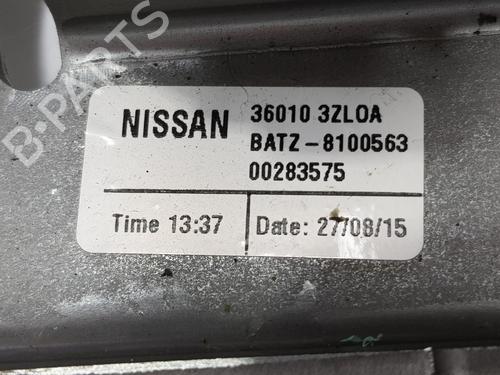 B-PARTS
NISSAN
36010 3ZL0A
BATZ-8100563
00283575
Time 13:37
Date: 27/08/15